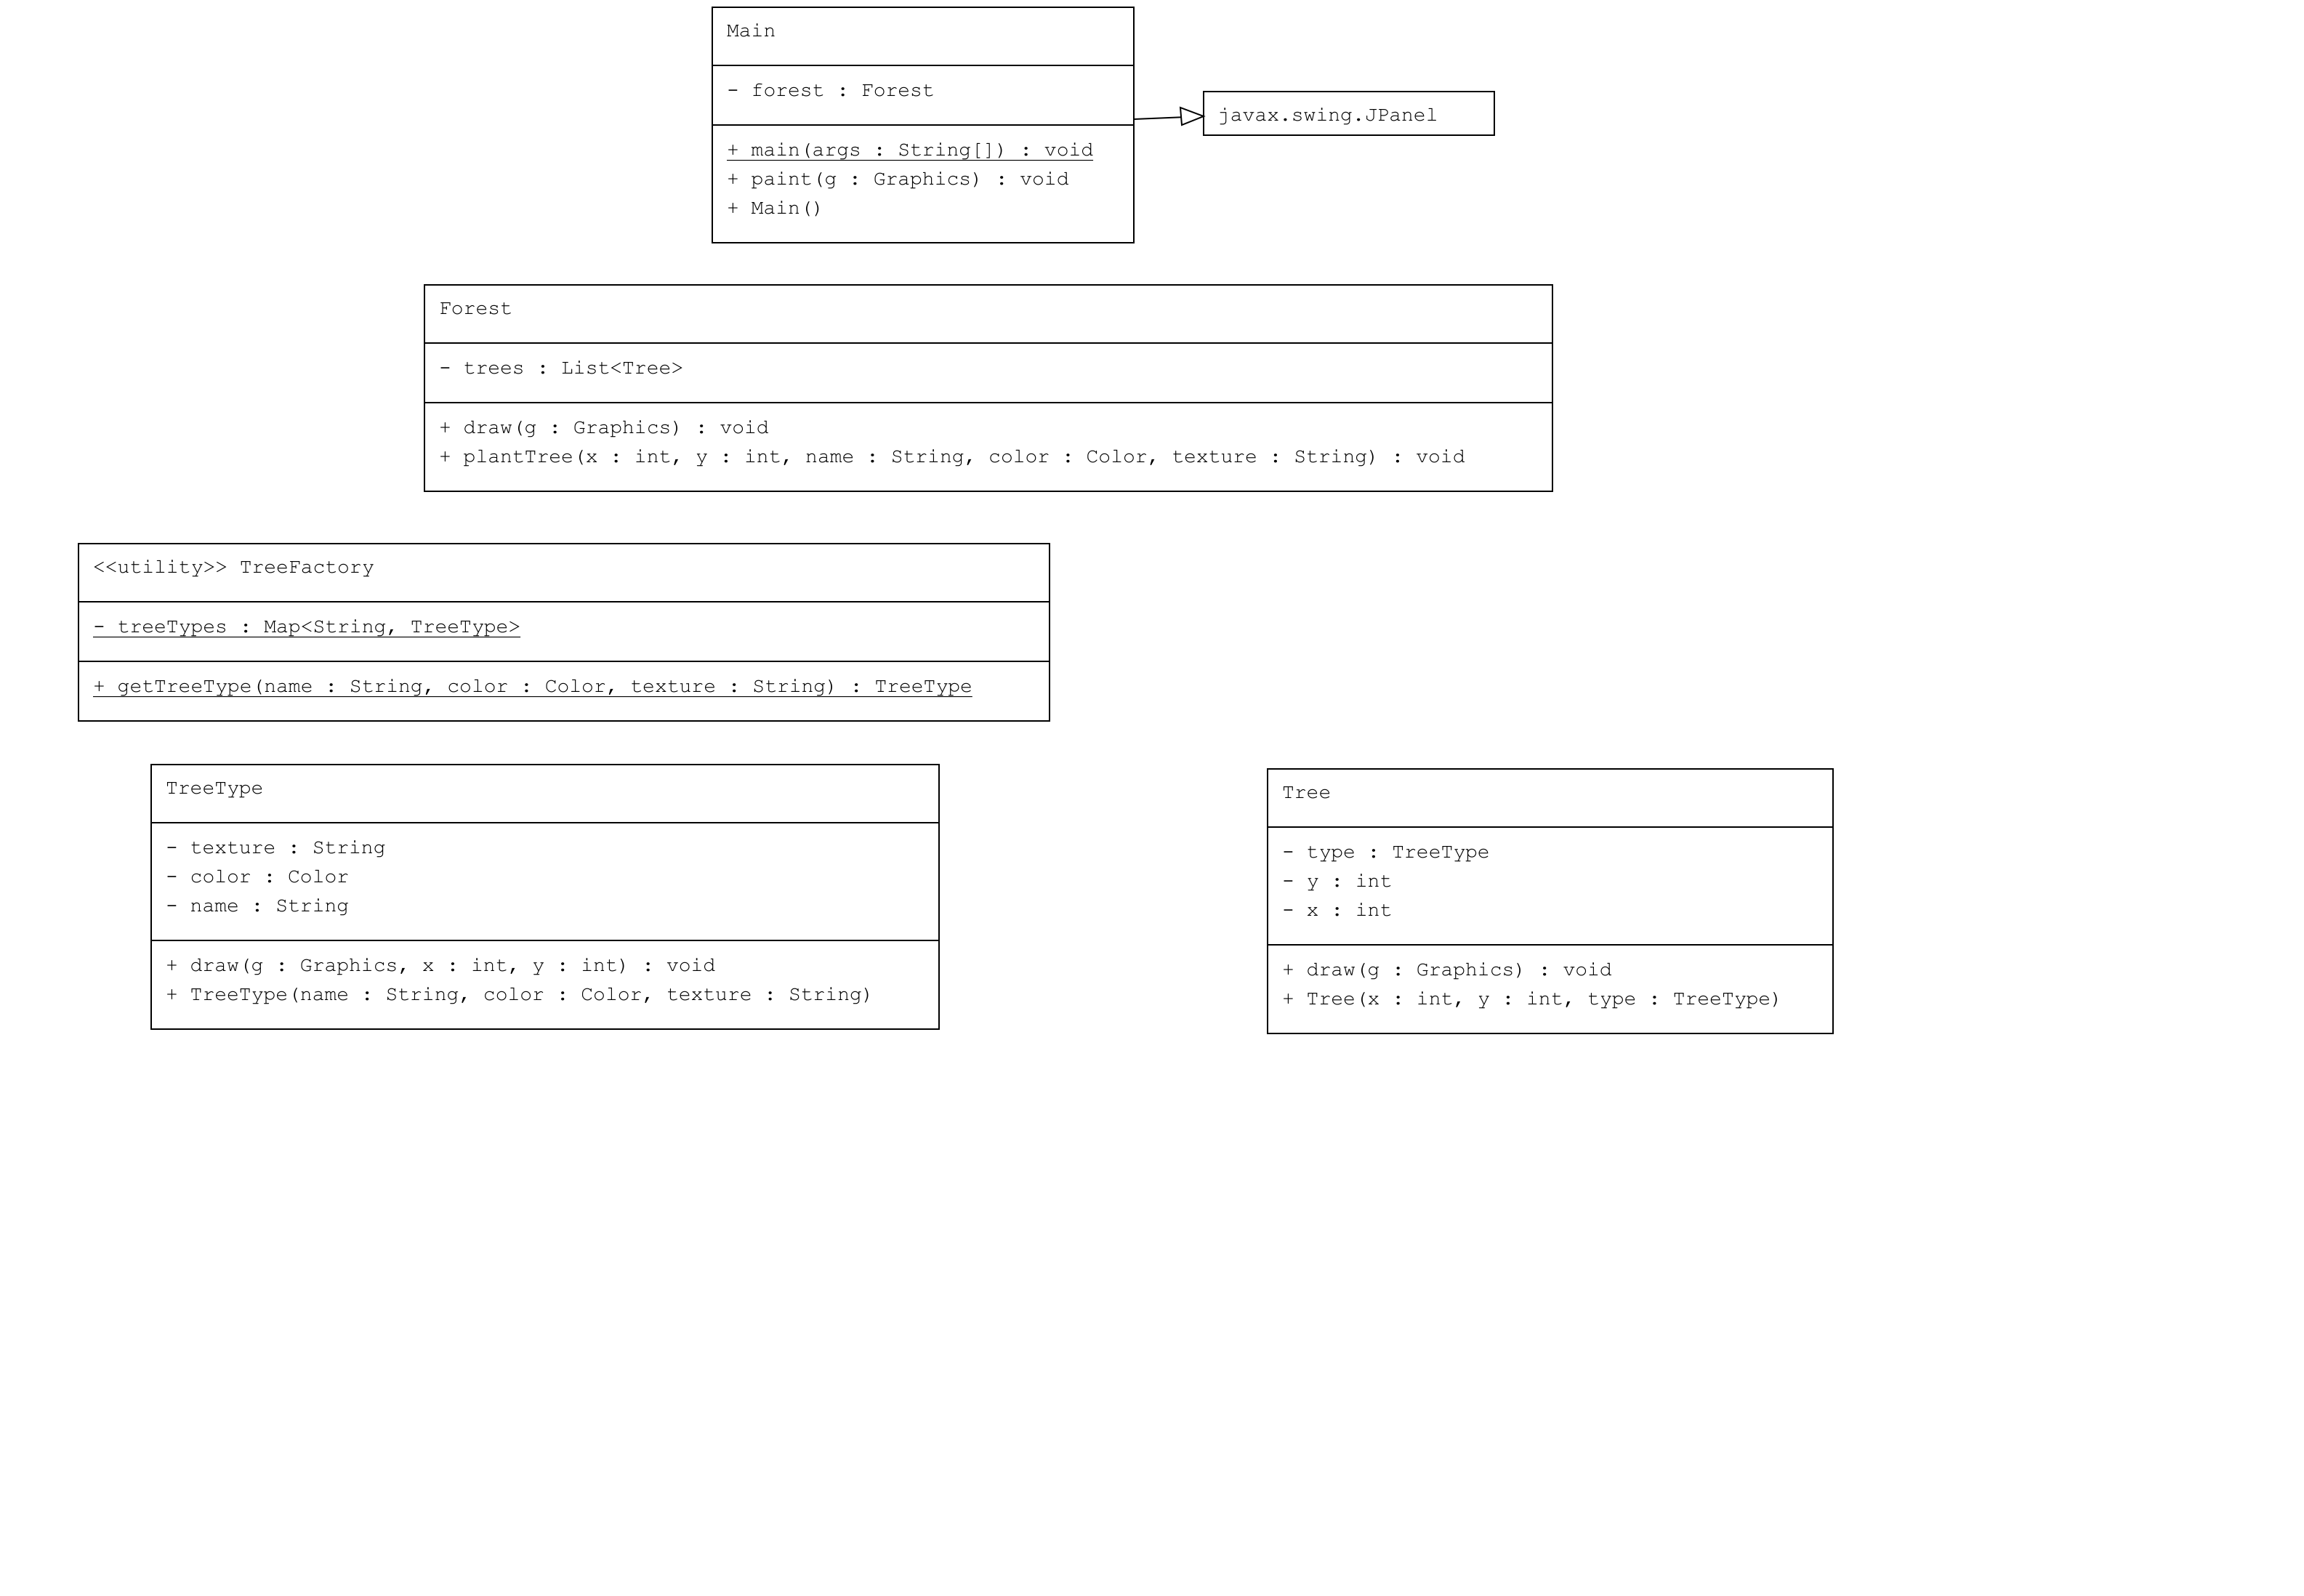 Main
- forest : Forest
+ main(args : String[]) : void
+ paint(g : Graphics) : void
+ Main()
javax.swing.JPanel
Forest
- trees : List<Tree>
+ draw(g : Graphics) : void
+ plantTree(x : int, y : int, name : String, color : Color, texture : String) : void
<<utility>> TreeFactory
- treeTypes : Map<String, TreeType>
+ getTreeType(name : String, color : Color, texture : String) : TreeType
TreeType
- texture : String
- color : Color
- name : String
+ draw(g : Graphics, x : int, y : int) : void
+ TreeType(name : String, color : Color, texture : String)
Tree
- type : TreeType
- y : int
- x : int
+ draw(g : Graphics) : void
+ Tree(x : int, y : int, type : TreeType)